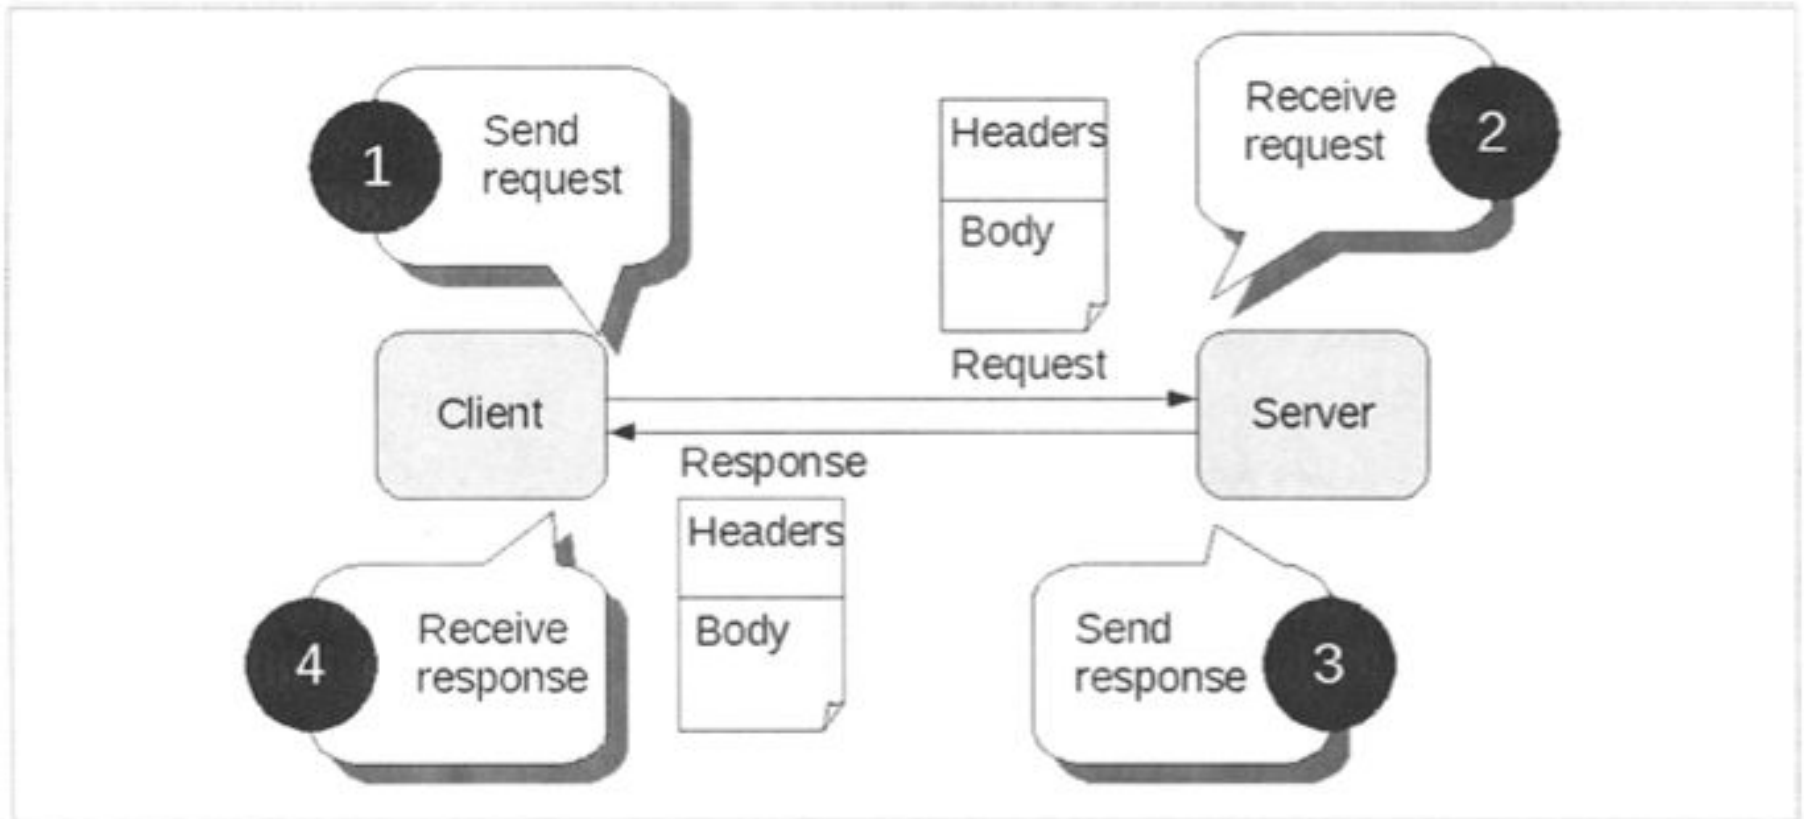 1
Send
request
Headers
Body
Request
Receive
request
2
Client
Server
Response
Headers
Body
Send
response
3
4
Receive
response